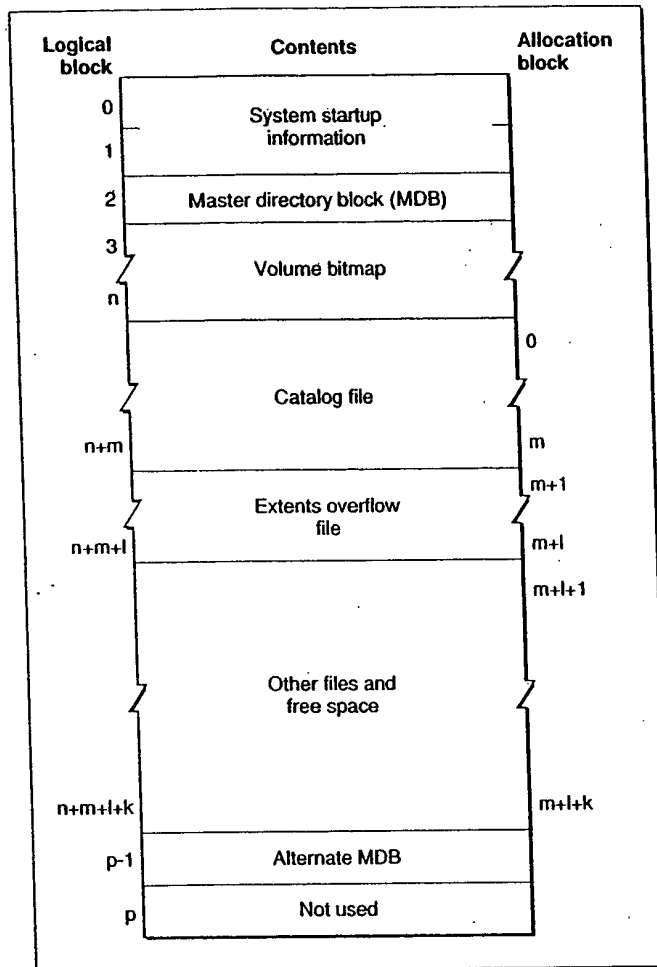 Logical block
Contents
Allocation block
0
System startup
information
1
2
Master directory block (MDB)
3
Volume bitmap
n
0
Catalog file
n+m
m
m+1
Extents overflow
file
n+m+l
m+l
m+l+1
Other files and
free space
n+m+l+k
m+l+k
p-1
Alternate MDB
p
Not used